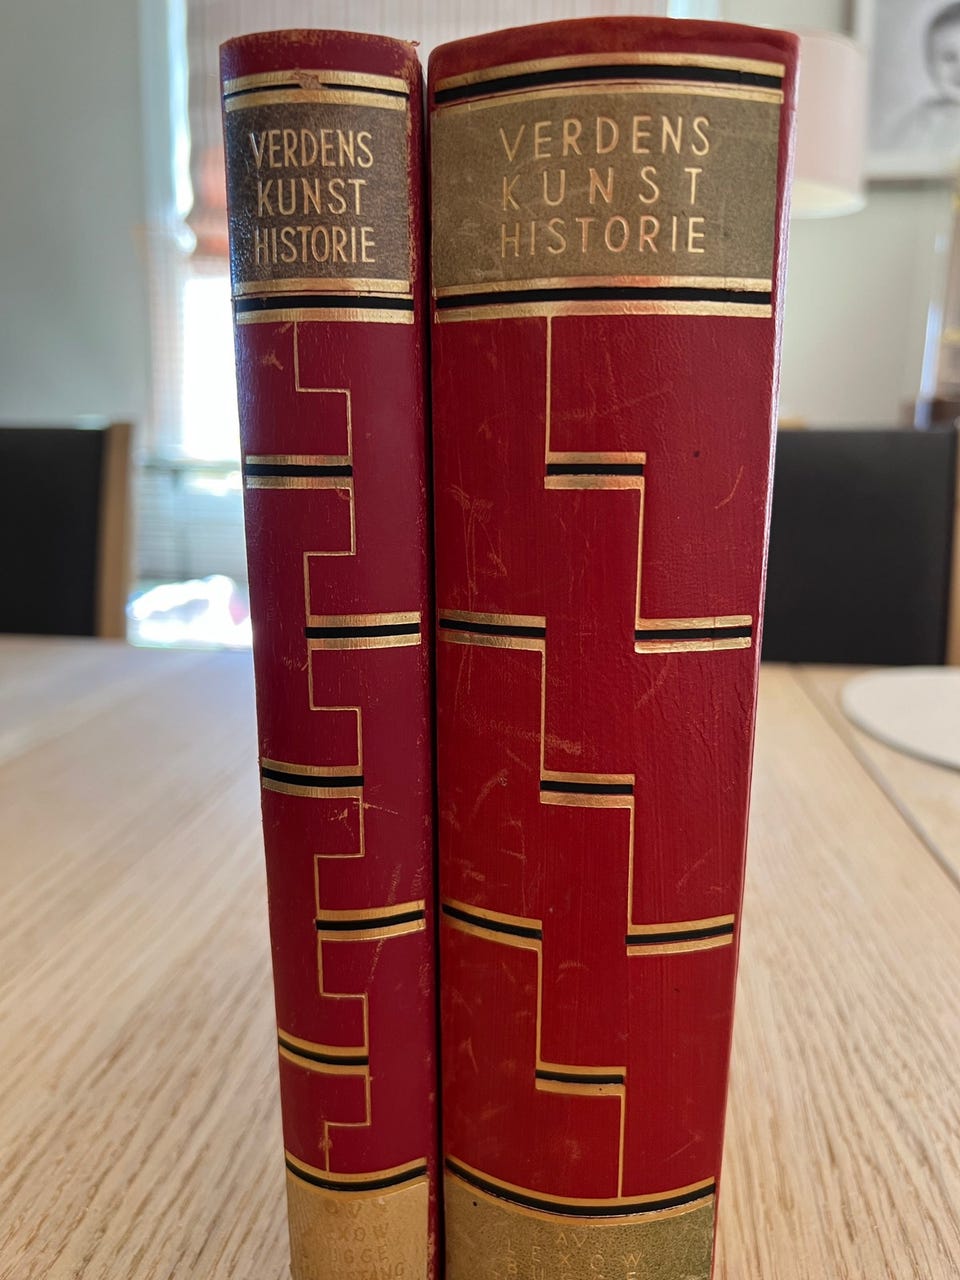 VERDENS
KUNST
HISTORIE
VERDENS
KUNST
HISTORIE
AV
LEXOW